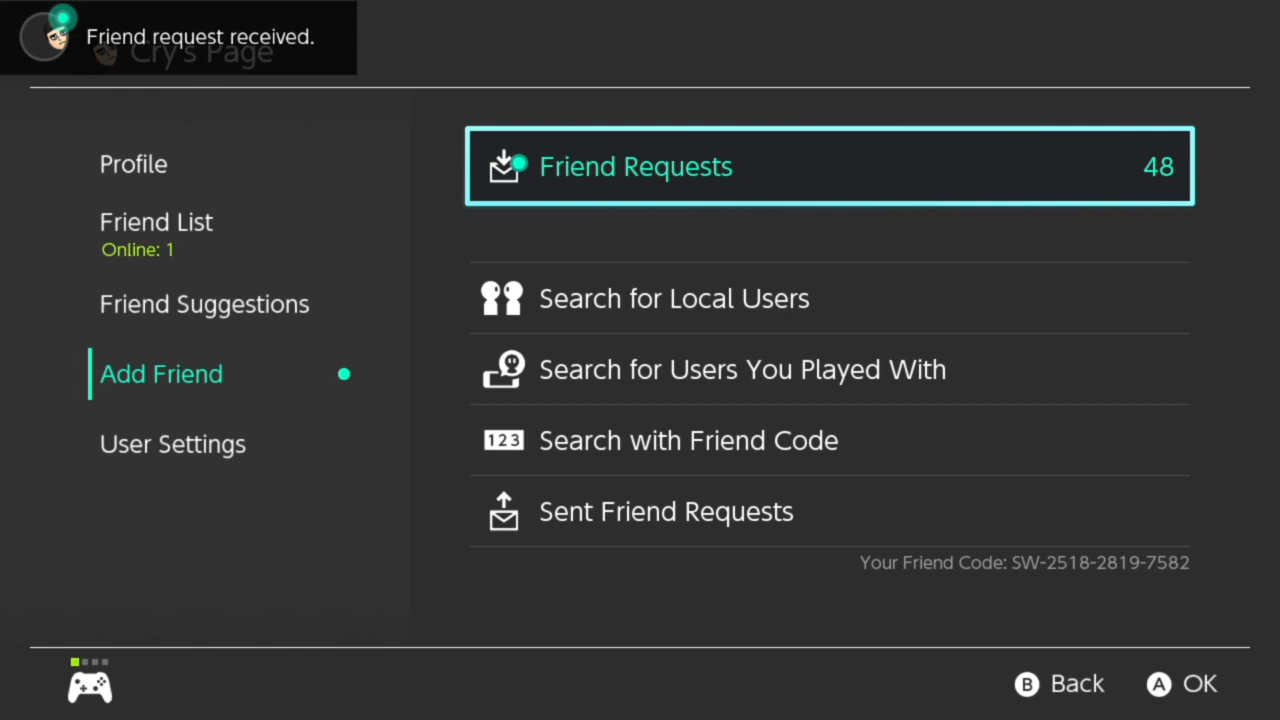 Friend request received.
Cry's Page
Profile
Friend List
Online: 1
Friend Suggestions
Add Friend
User Settings
Friend Requests 48
Search for Local Users
Search for Users You Played With
123 Search with Friend Code
Sent Friend Requests
Your Friend Code: SW-2518-2819-7582
B Back A OK